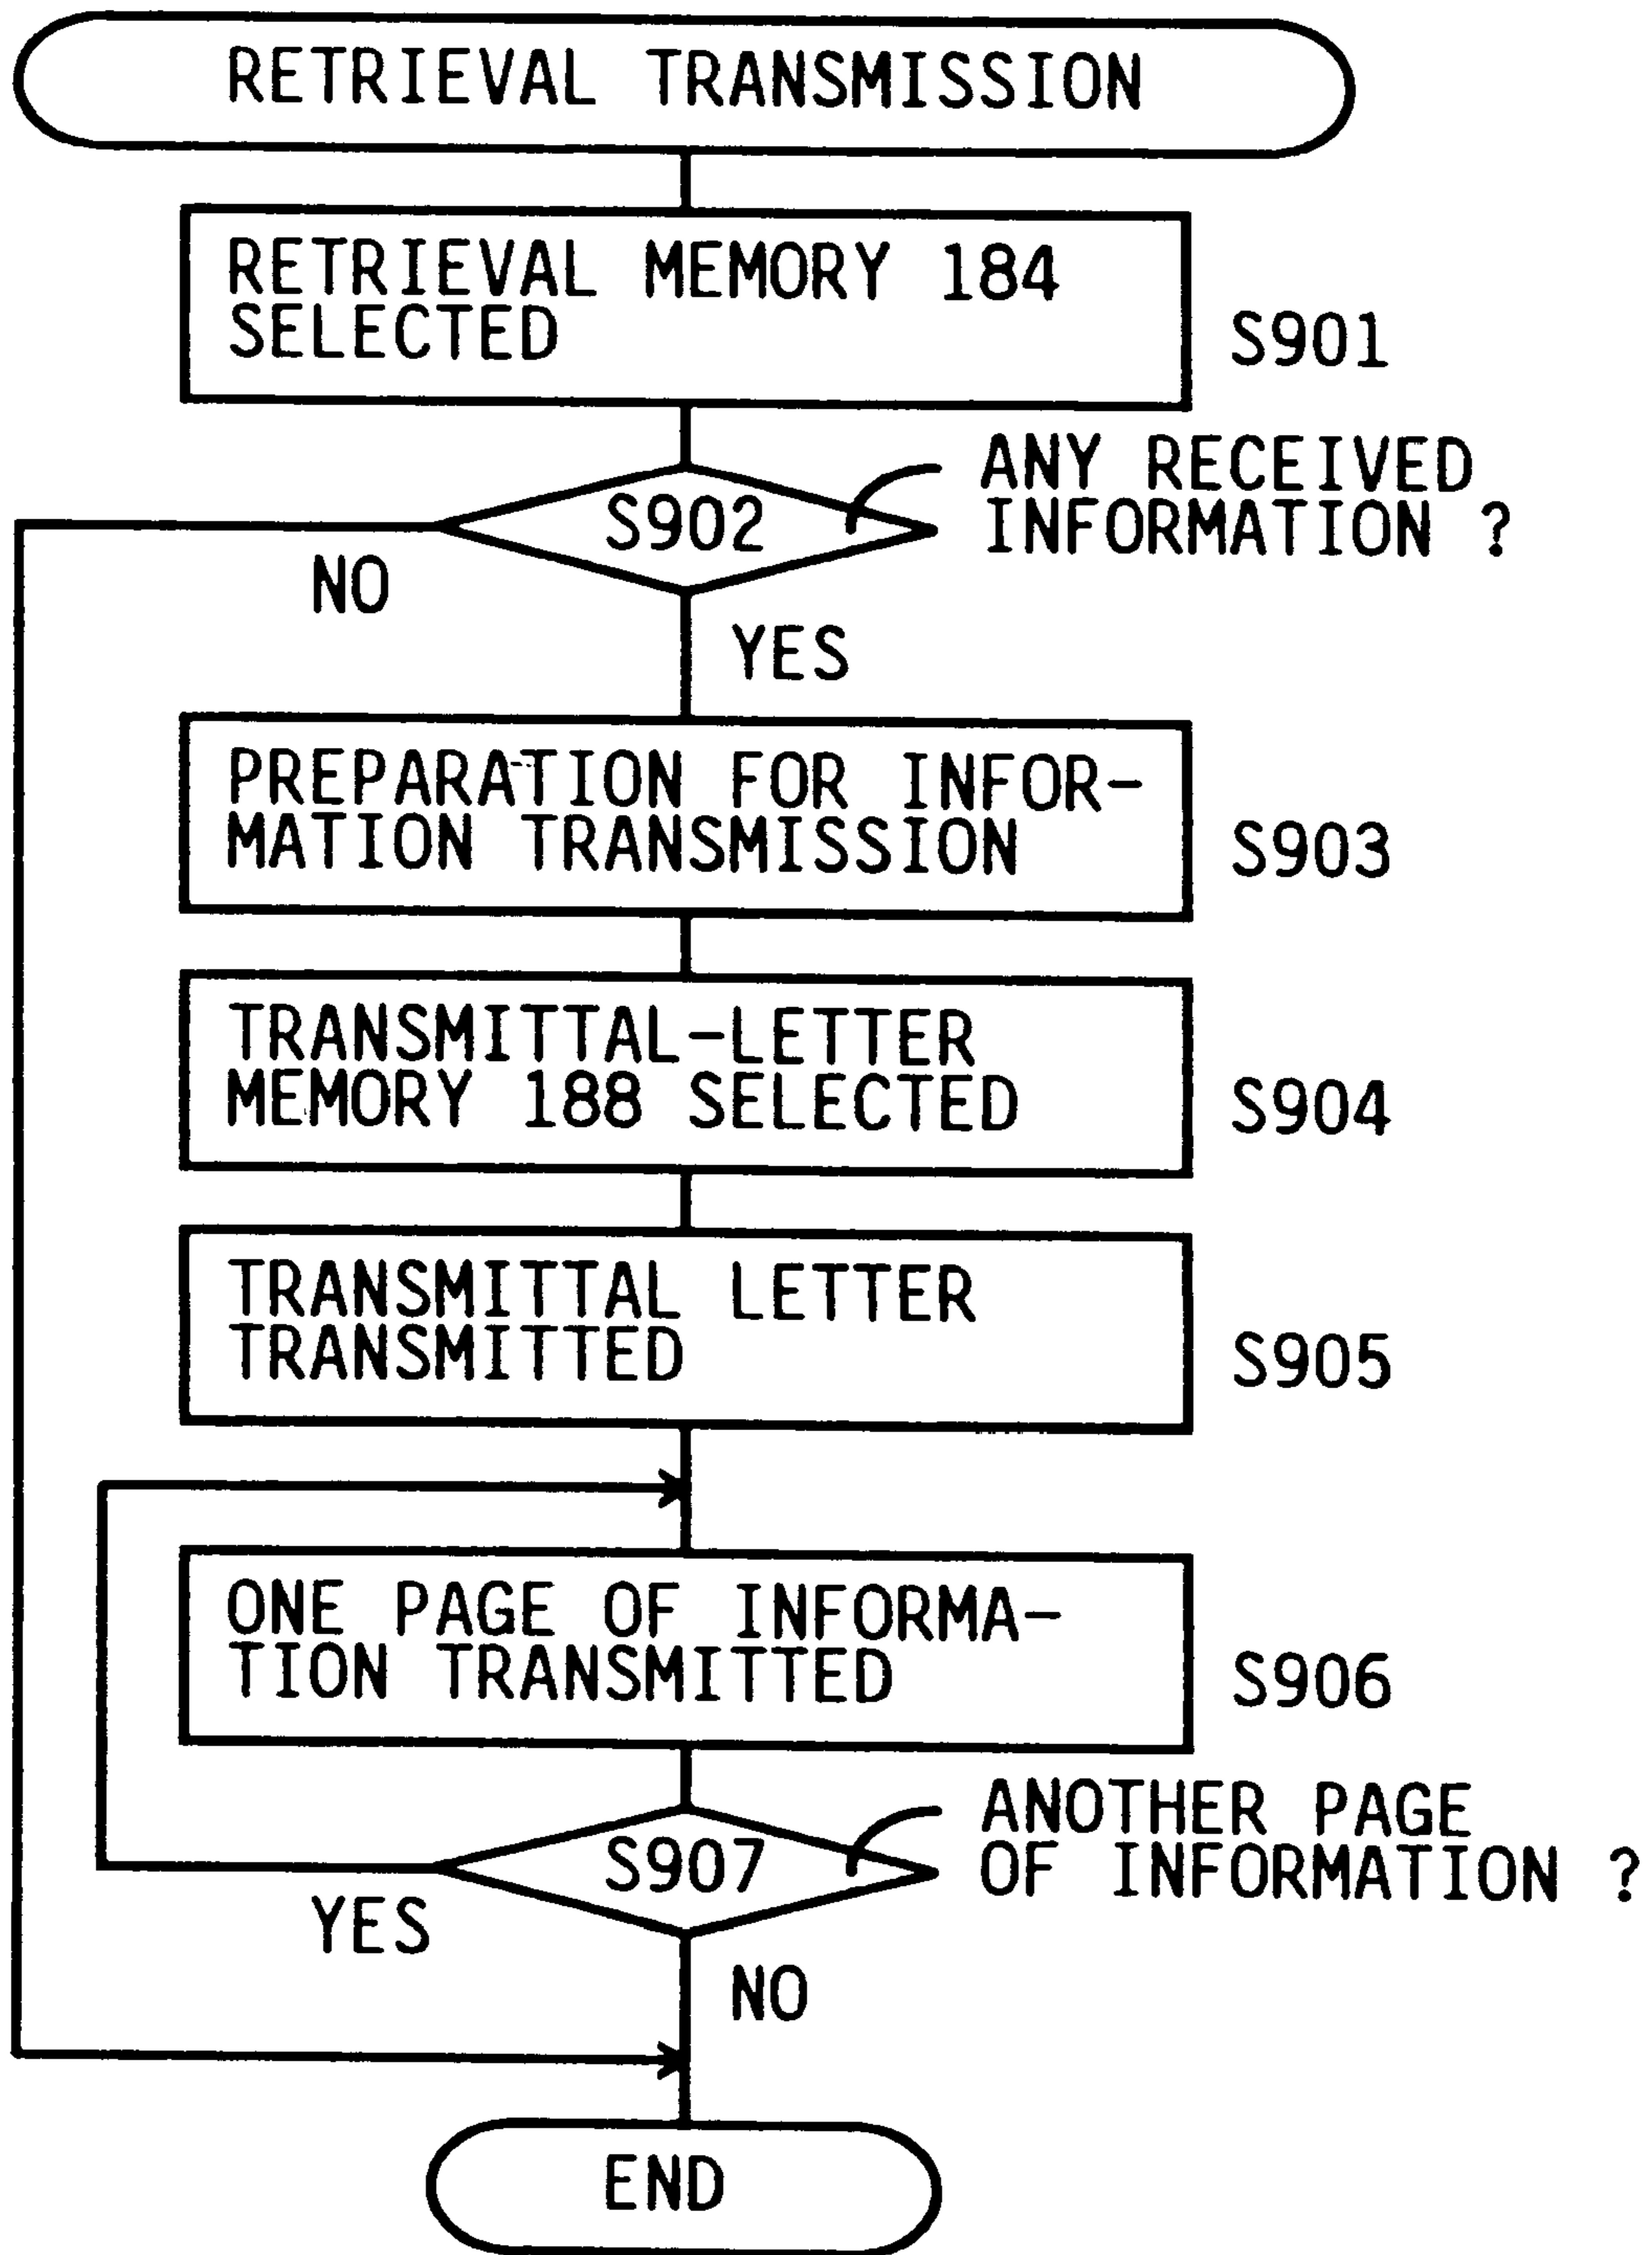 RETRIEVAL TRANSMISSION
RETRIEVAL MEMORY 184
SELECTED
S901
ANY RECEIVED
INFORMATION ?
S902
NO
YES
PREPARATION FOR INFOR-
MATION TRANSMISSION
S903
TRANSMITTAL-LETTER
MEMORY 188 SELECTED
S904
TRANSMITTAL LETTER
TRANSMITTED
S905
ONE PAGE OF INFORMA-
TION TRANSMITTED
S906
ANOTHER PAGE
OF INFORMATION ?
S907
YES
NO
END